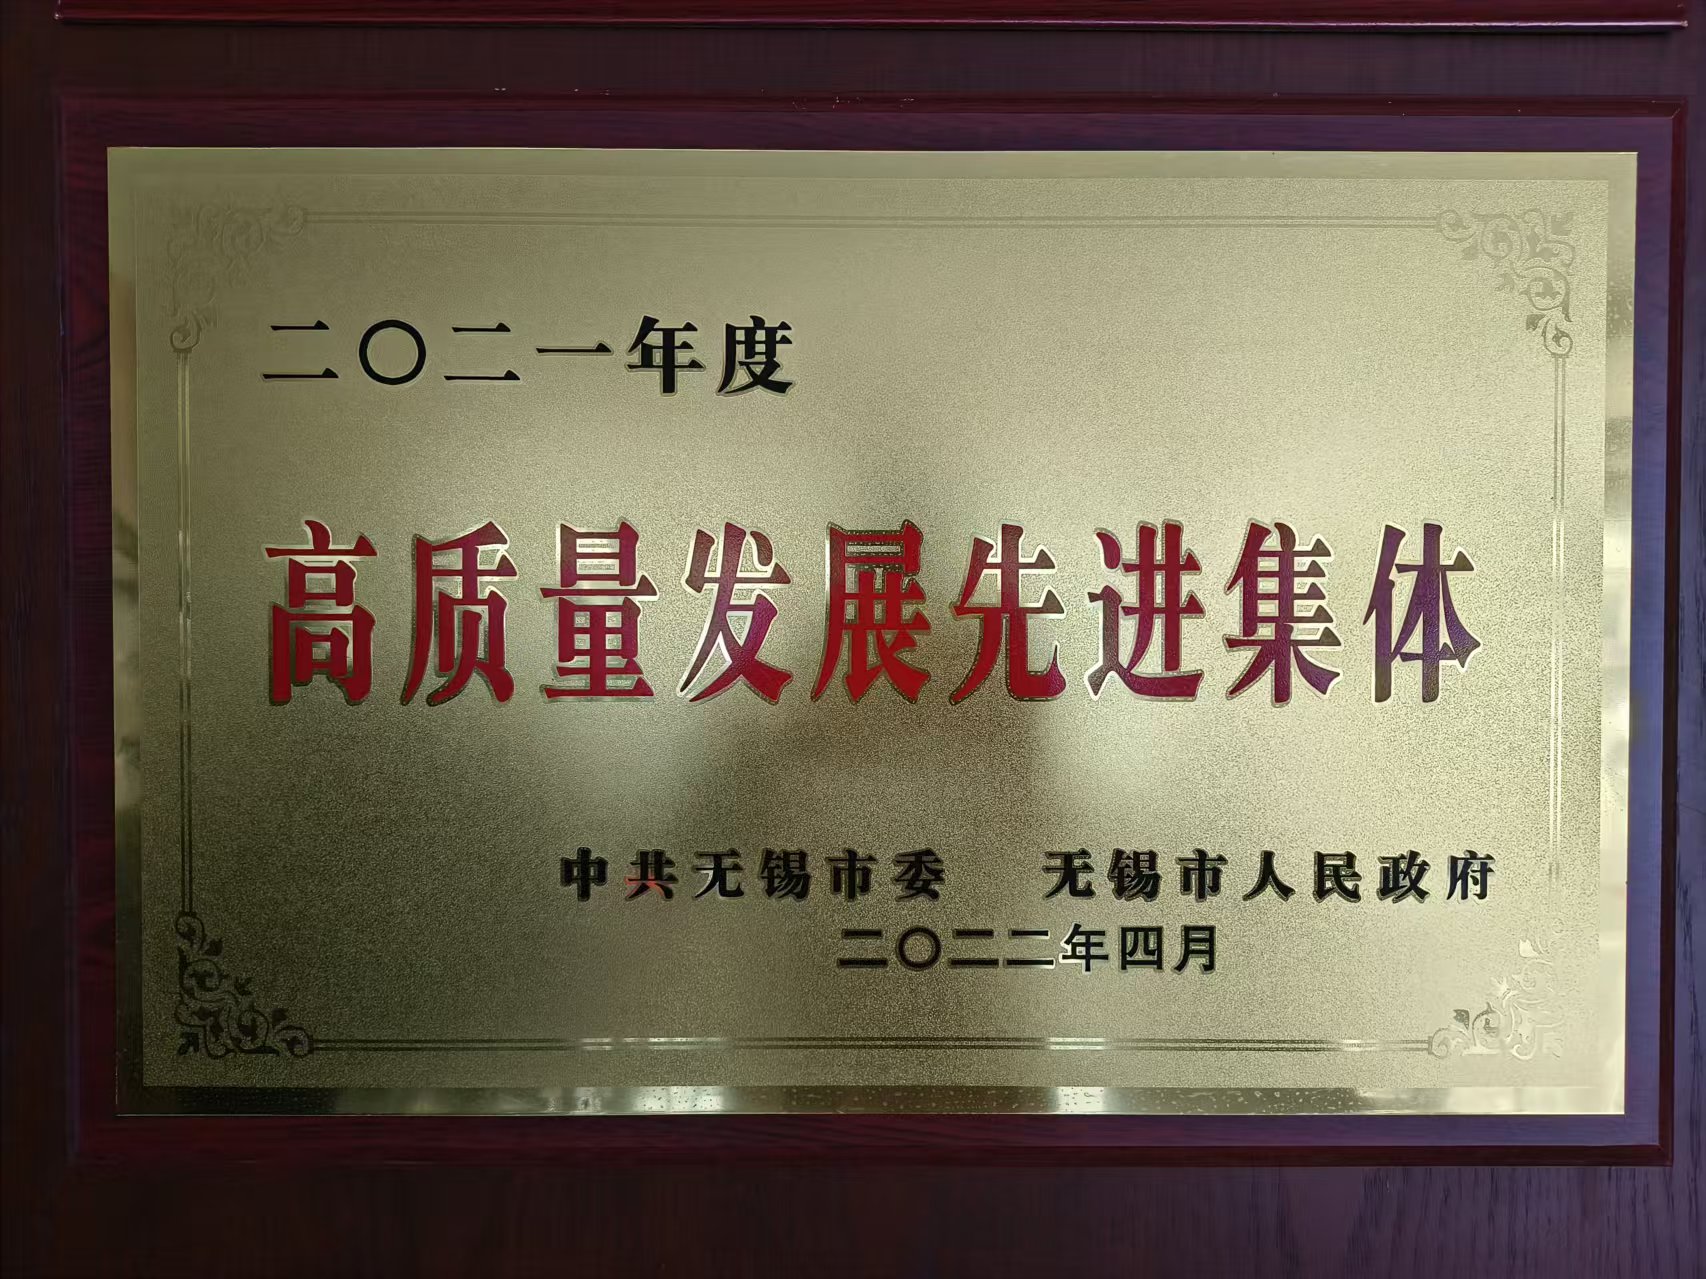 二〇二一年度
高质量发展先进集体
中共无锡市委 无锡市人民政府
二〇二二年四月